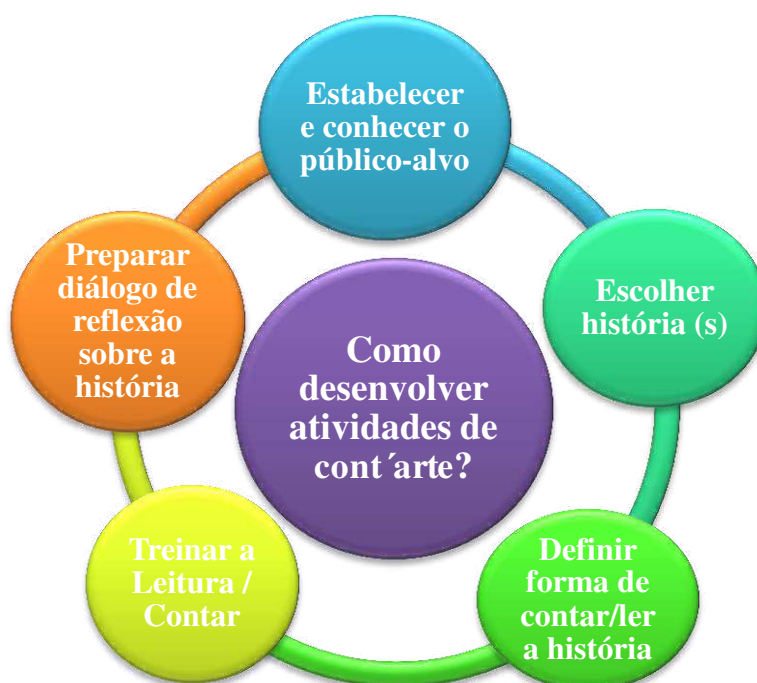 Estabelecer
e conhecer o
público-alvo
Escolher
história (s)
Definir
forma de
contar/ler
a história
Treinar a
Leitura /
Contar
Preparar
diálogo de
reflexão
sobre a
história
Como
desenvolver
atividades de
cont´arte?